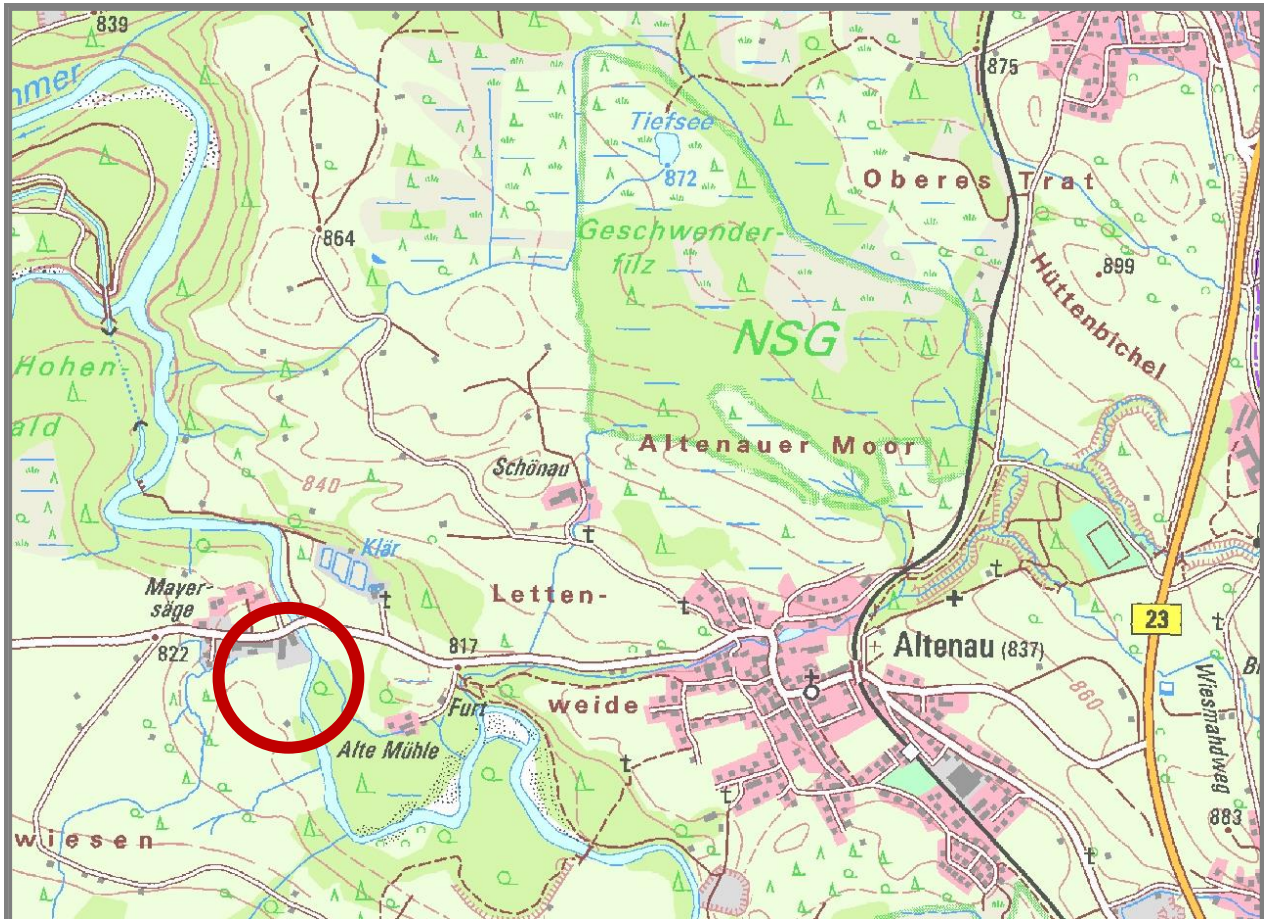 839
mmer
875
Tiefsee
872
Oberes Trat
Geschwender-
filz
864
899
Hüttenbichel
NSG
Hohen
ald
Altenauer Moor
Schönau
840
Klär
Mayer-
säge
Letten-
23
822
817
Altenau (837)
weide
Furt
860
Wiesmahdweg
Alte Mühle
883
wiesen